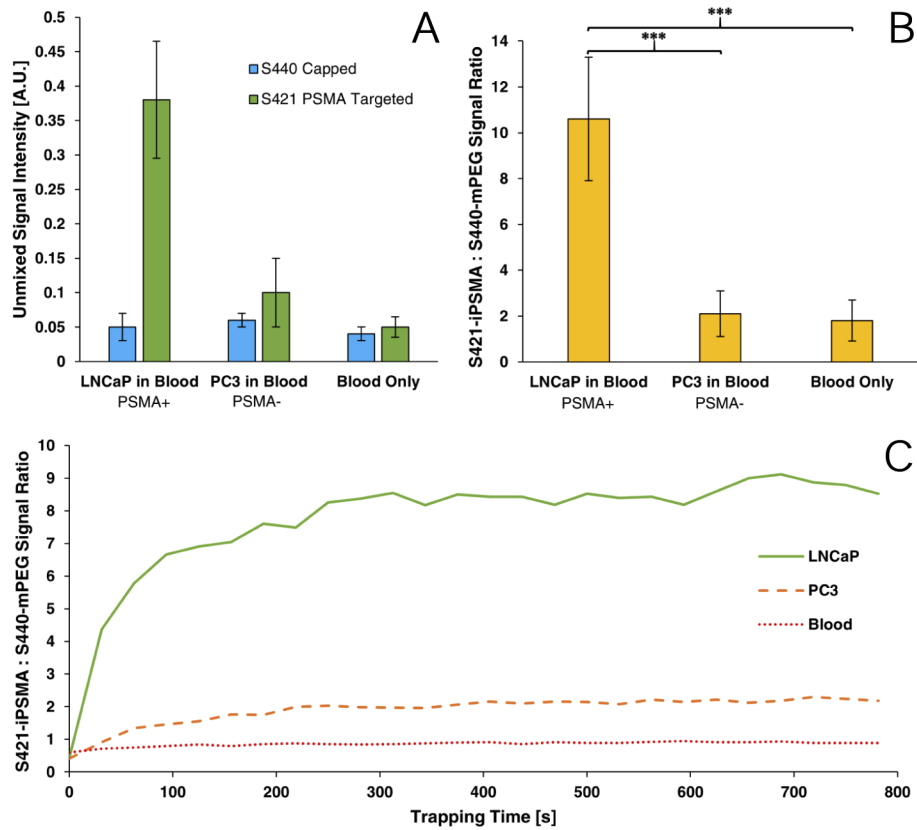 A
Unmixed Signal Intensity [A.U.]
0.5
0.45
0.4
0.35
0.3
0.25
0.2
0.15
0.1
0.05
0
S440 Capped
S421 PSMA Targeted
LNCaP in Blood
PSMA+
PC3 in Blood
PSMA-
Blood Only
B
S421-iPSMA : S440-mPEG Signal Ratio
14
12
10
8
6
4
2
0
***
***
LNCaP in Blood
PSMA+
PC3 in Blood
PSMA-
Blood Only
C
S421-iPSMA : S440-mPEG Signal Ratio
10
9
8
7
6
5
4
3
2
1
0
LNCaP
PC3
Blood
0 100 200 300 400 500 600 700 800
Trapping Time [s]